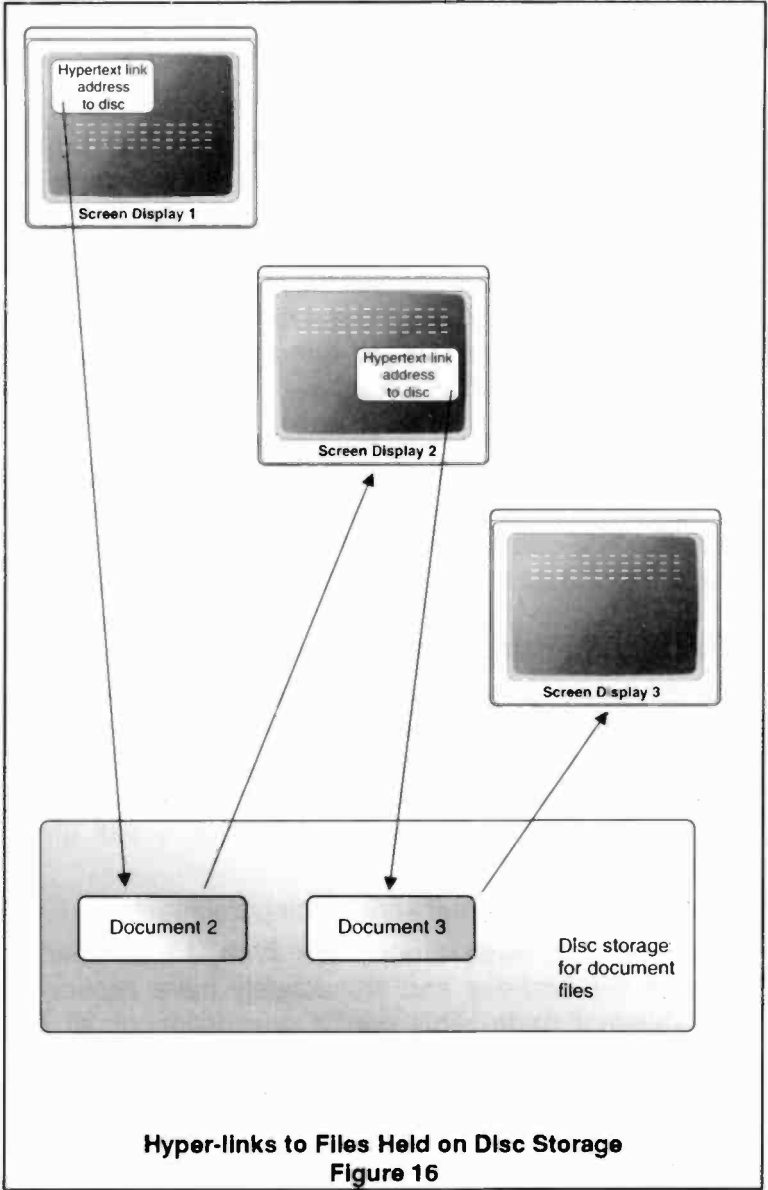 Hypertext link
address
to disc
Screen Display 1
Hypertext link
address
to disc
Screen Display 2
Screen Display 3
Document 2
Document 3
Disc storage
for document
files
Hyper-links to Files Held on Disc Storage
Figure 16